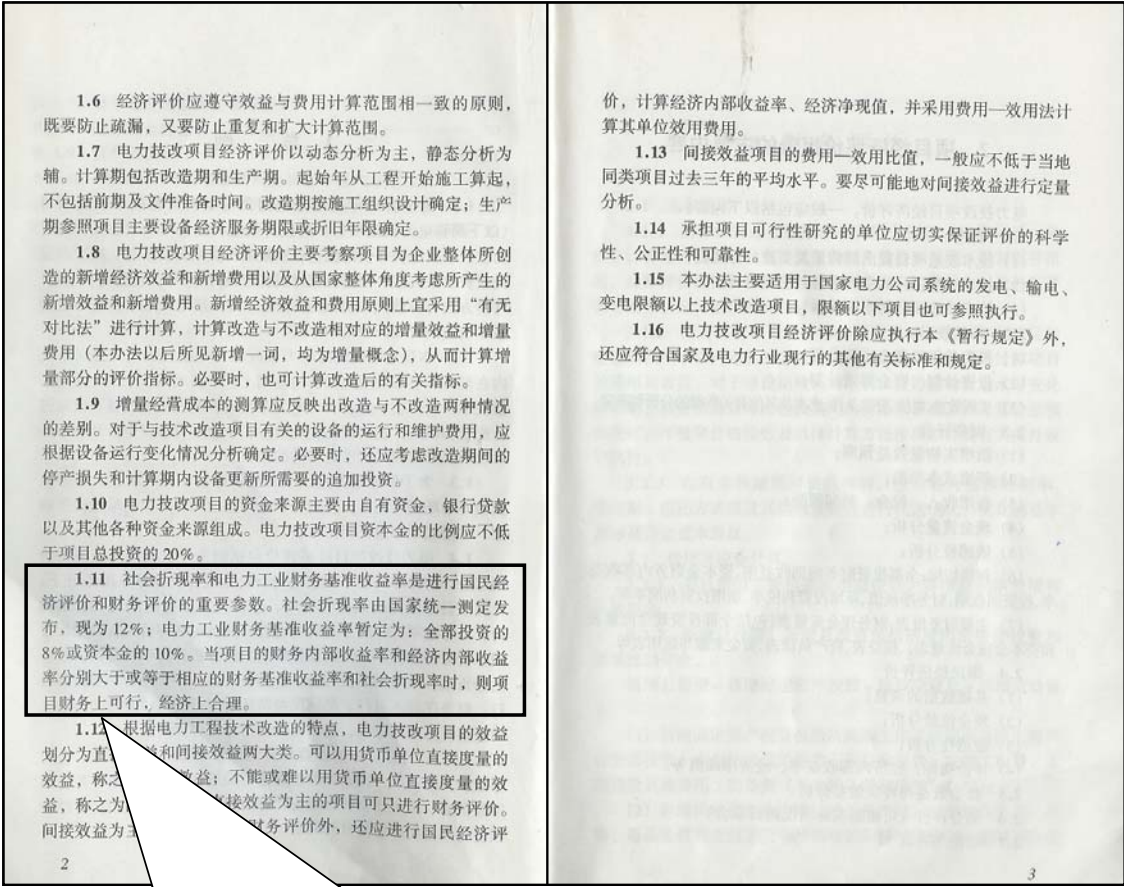 1.6 经济评价应遵守效益与费用计算范围相一致的原则，
既要防止疏漏，又要防止重复和扩大计算范围。
1.7 电力技改项目经济评价以动态分析为主，静态分析为
辅。计算期包括改造期和生产期。起始年从工程开始施工算起，
不包括前期及文件准备时间。改造期按施工组织设计确定；生产
期参照项目主要设备经济服务期限或折旧年限确定。
1.8 电力技改项目经济评价主要考察项目为企业整体所创
造的新增经济效益和新增费用以及从国家整体角度考虑所产生的
新增效益和新增费用。新增经济效益和费用原则上宜采用“有无
对比法”进行计算，计算改造与不改造相对应的增量效益和增量
费用（本办法以后所见新增一词，均为增量概念），从而计算增
量部分的评价指标。必要时，也可计算改造后的有关指标。
1.9 增量经营成本的测算应反映出改造与不改造两种情况
的差别。对于与技术改造项目有关的设备的运行和维护费用，应
根据设备运行变化情况分析确定。必要时，还应考虑改造期间的
停产损失和计算期内设备更新所需要的追加投资。
1.10 电力技改项目的资金来源主要由自有资金，银行贷款
以及其他各种资金来源组成。电力技改项目资本金的比例应不低
于项目总投资的20%。
1.11 社会折现率和电力工业财务基准收益率是进行国民经
济评价和财务评价的重要参数。社会折现率由国家统一测定发
布，现为12%；电力工业财务基准收益率暂定为：全部投资的
8%或资本金的10%。当项目的财务内部收益率和经济内部收益
率分别大于或等于相应的财务基准收益率和社会折现率时，则项
目财务上可行，经济上合理。
1.12 根据电力工程技术改造的特点，电力技改项目的效益
划分为直 和间接效益两大类。可以用货币单位直接度量的
效益，称之 效益；不能或难以用货币单位直接度量的效
益，称之为 接效益为主的项目可只进行财务评价。
间接效益为主 财务评价外，还应进行国民经济评
2
价，计算经济内部收益率、经济净现值，并采用费用—效用法计
算其单位效用费用。
1.13 间接效益项目的费用—效用比值，一般应不低于当地
同类项目过去三年的平均水平。要尽可能地对间接效益进行定量
分析。
1.14 承担项目可行性研究的单位应切实保证评价的科学
性、公正性和可靠性。
1.15 本办法主要适用于国家电力公司系统的发电、输电、
变电限额以上技术改造项目，限额以下项目也可参照执行。
1.16 电力技改项目经济评价除应执行本《暂行规定》外，
还应符合国家及电力行业现行的其他有关标准和规定。
3